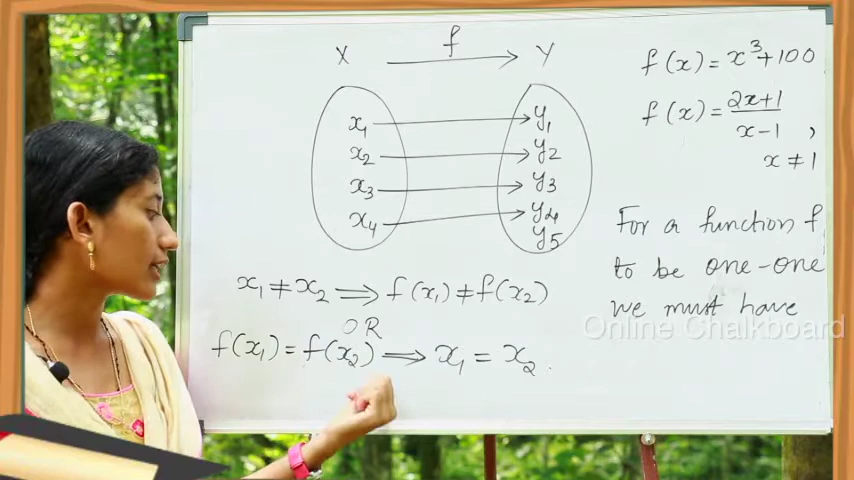 X f Y
x₁ y₁
x₂ y₂
x₃ y₃
x₄ y₄
y₅
x₁ ≠ x₂ ⟹ f(x₁) ≠ f(x₂)
OR
f(x₁) = f(x₂) ⟹ x₁ = x₂.
f(x) = x³+100
f(x) = 2x+1
x-1 ,
x ≠ 1
For a function f,
to be one-one
we must have
Online Chalkboard